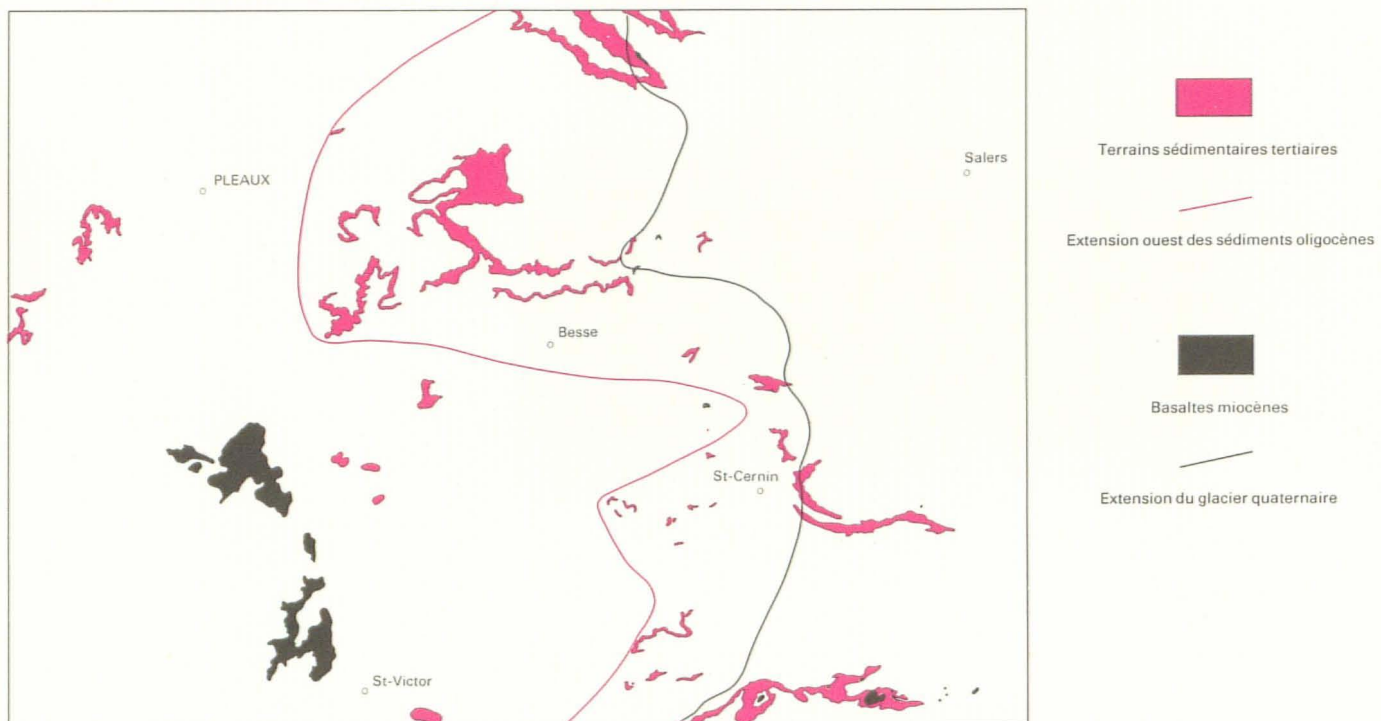 PLEAUX
Salers
Besse
St-Cernin
St-Victor
Terrains sédimentaires tertiaires
Extension ouest des sédiments oligocènes
Basaltes miocènes
Extension du glacier quaternaire